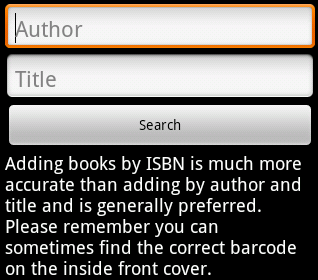 Author
Title
Search
Adding books by ISBN is much more
accurate than adding by author and
title and is generally preferred.
Please remember you can
sometimes find the correct barcode
on the inside front cover.